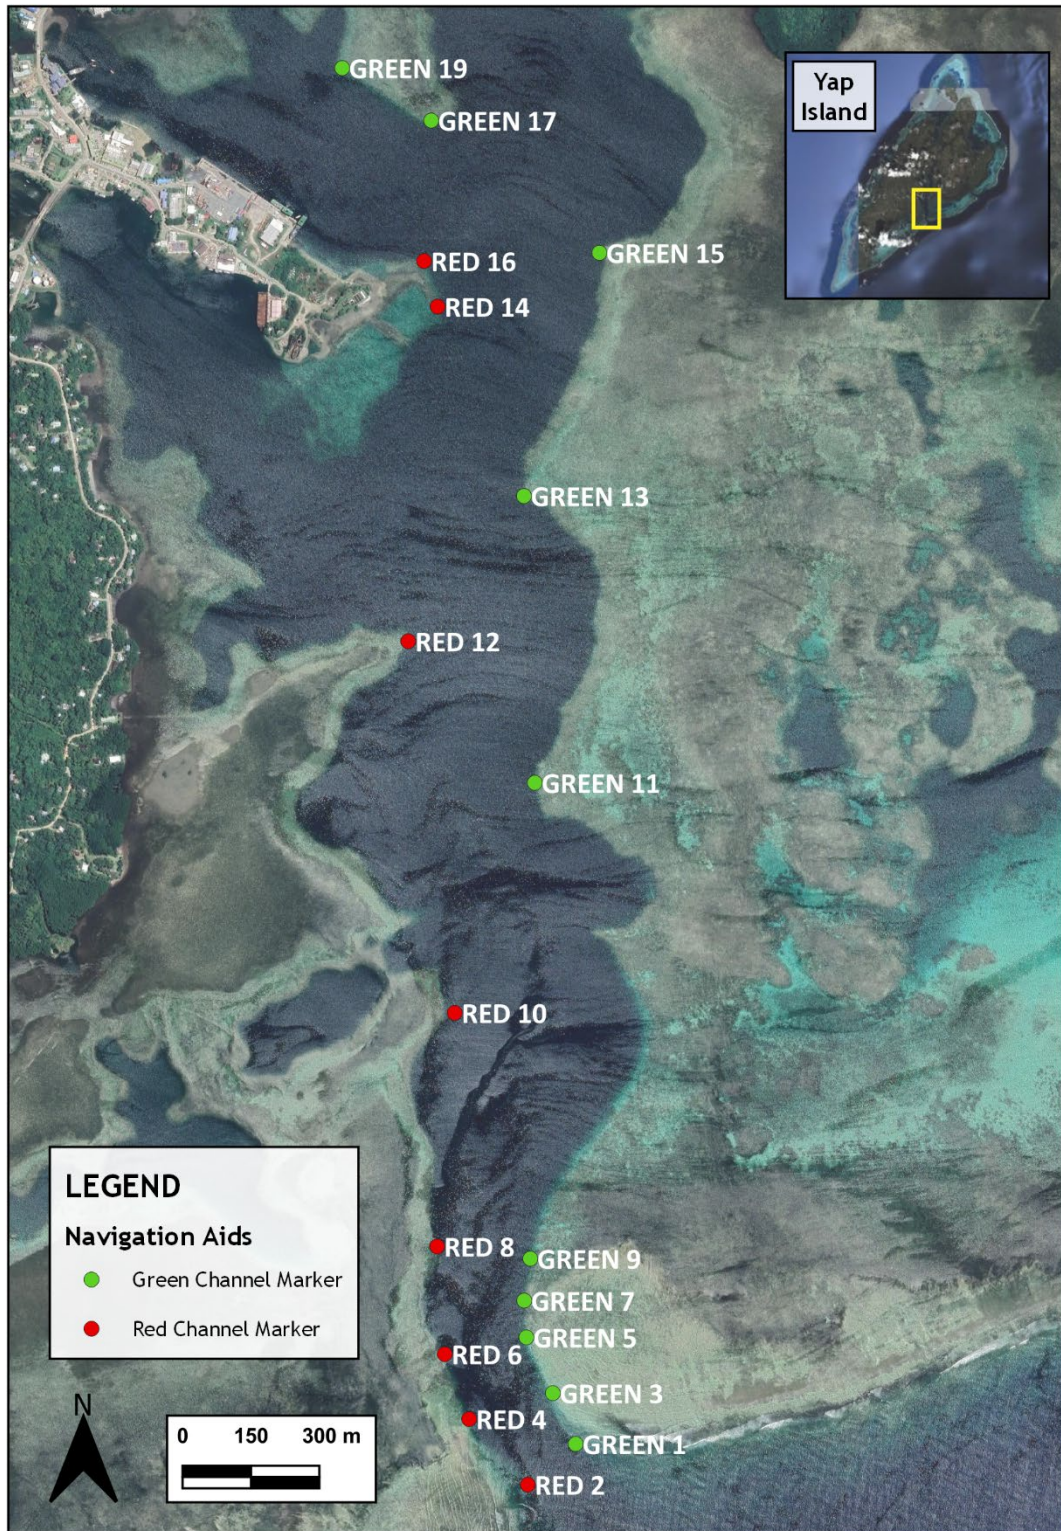 GREEN 19
GREEN 17
Yap
Island
RED 16
GREEN 15
RED 14
GREEN 13
RED 12
GREEN 11
RED 10
RED 8
GREEN 9
GREEN 7
GREEN 5
RED 6
GREEN 3
RED 4
GREEN 1
RED 2
LEGEND
Navigation Aids
Green Channel Marker
Red Channel Marker
N
0 150 300 m